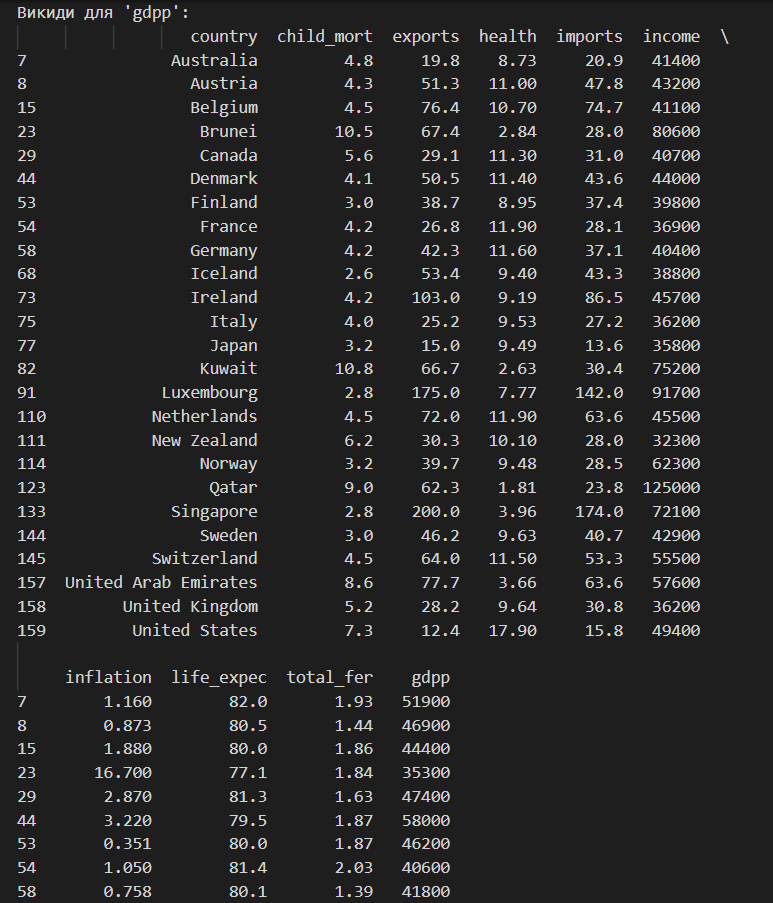 Викиди для 'gdpp':
country child_mort exports health imports income \
7 Australia 4.8 19.8 8.73 20.9 41400
8 Austria 4.3 51.3 11.00 47.8 43200
15 Belgium 4.5 76.4 10.70 74.7 41100
23 Brunei 10.5 67.4 2.84 28.0 80600
29 Canada 5.6 29.1 11.30 31.0 40700
44 Denmark 4.1 50.5 11.40 43.6 44000
53 Finland 3.0 38.7 8.95 37.4 39800
54 France 4.2 26.8 11.90 28.1 36900
58 Germany 4.2 42.3 11.60 37.1 40400
68 Iceland 2.6 53.4 9.40 43.3 38800
73 Ireland 4.2 103.0 9.19 86.5 45700
75 Italy 4.0 25.2 9.53 27.2 36200
77 Japan 3.2 15.0 9.49 13.6 35800
82 Kuwait 10.8 66.7 2.63 30.4 75200
91 Luxembourg 2.8 175.0 7.77 142.0 91700
110 Netherlands 4.5 72.0 11.90 63.6 45500
111 New Zealand 6.2 30.3 10.10 28.0 32300
114 Norway 3.2 39.7 9.48 28.5 62300
123 Qatar 9.0 62.3 1.81 23.8 125000
133 Singapore 2.8 200.0 3.96 174.0 72100
144 Sweden 3.0 46.2 9.63 40.7 42900
145 Switzerland 4.5 64.0 11.50 53.3 55500
157 United Arab Emirates 8.6 77.7 3.66 63.6 57600
158 United Kingdom 5.2 28.2 9.64 30.8 36200
159 United States 7.3 12.4 17.90 15.8 49400
inflation life_expec total_fer gdpp
7 1.160 82.0 1.93 51900
8 0.873 80.5 1.44 46900
15 1.880 80.0 1.86 44400
23 16.700 77.1 1.84 35300
29 2.870 81.3 1.63 47400
44 3.220 79.5 1.87 58000
53 0.351 80.0 1.87 46200
54 1.050 81.4 2.03 40600
58 0.758 80.1 1.39 41800